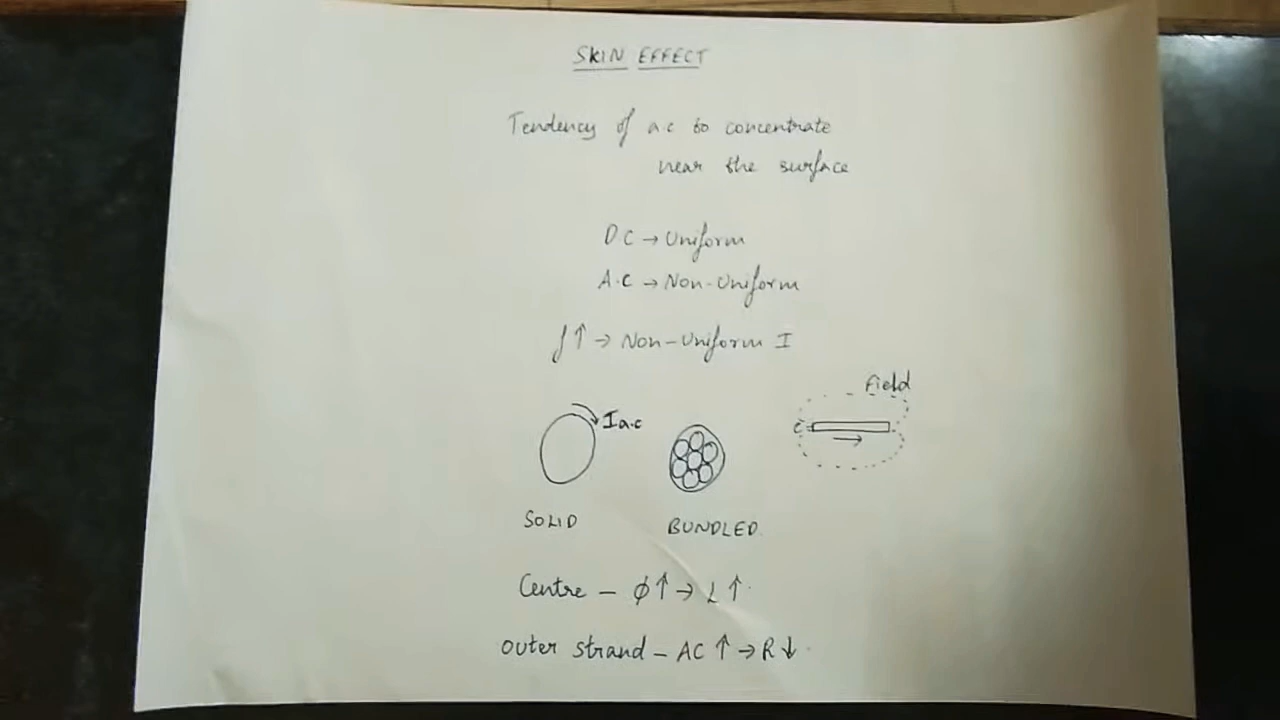 SKIN EFFECT
Tendency of ac to concentrate
near the surface
DC → Uniform
A.C → Non-Uniform
f↑ → Non-Uniform I
Field
I a.c
SOLID
BUNDLED
Centre – ϕ↑ → L↑
outer strand – AC ↑ → R↓